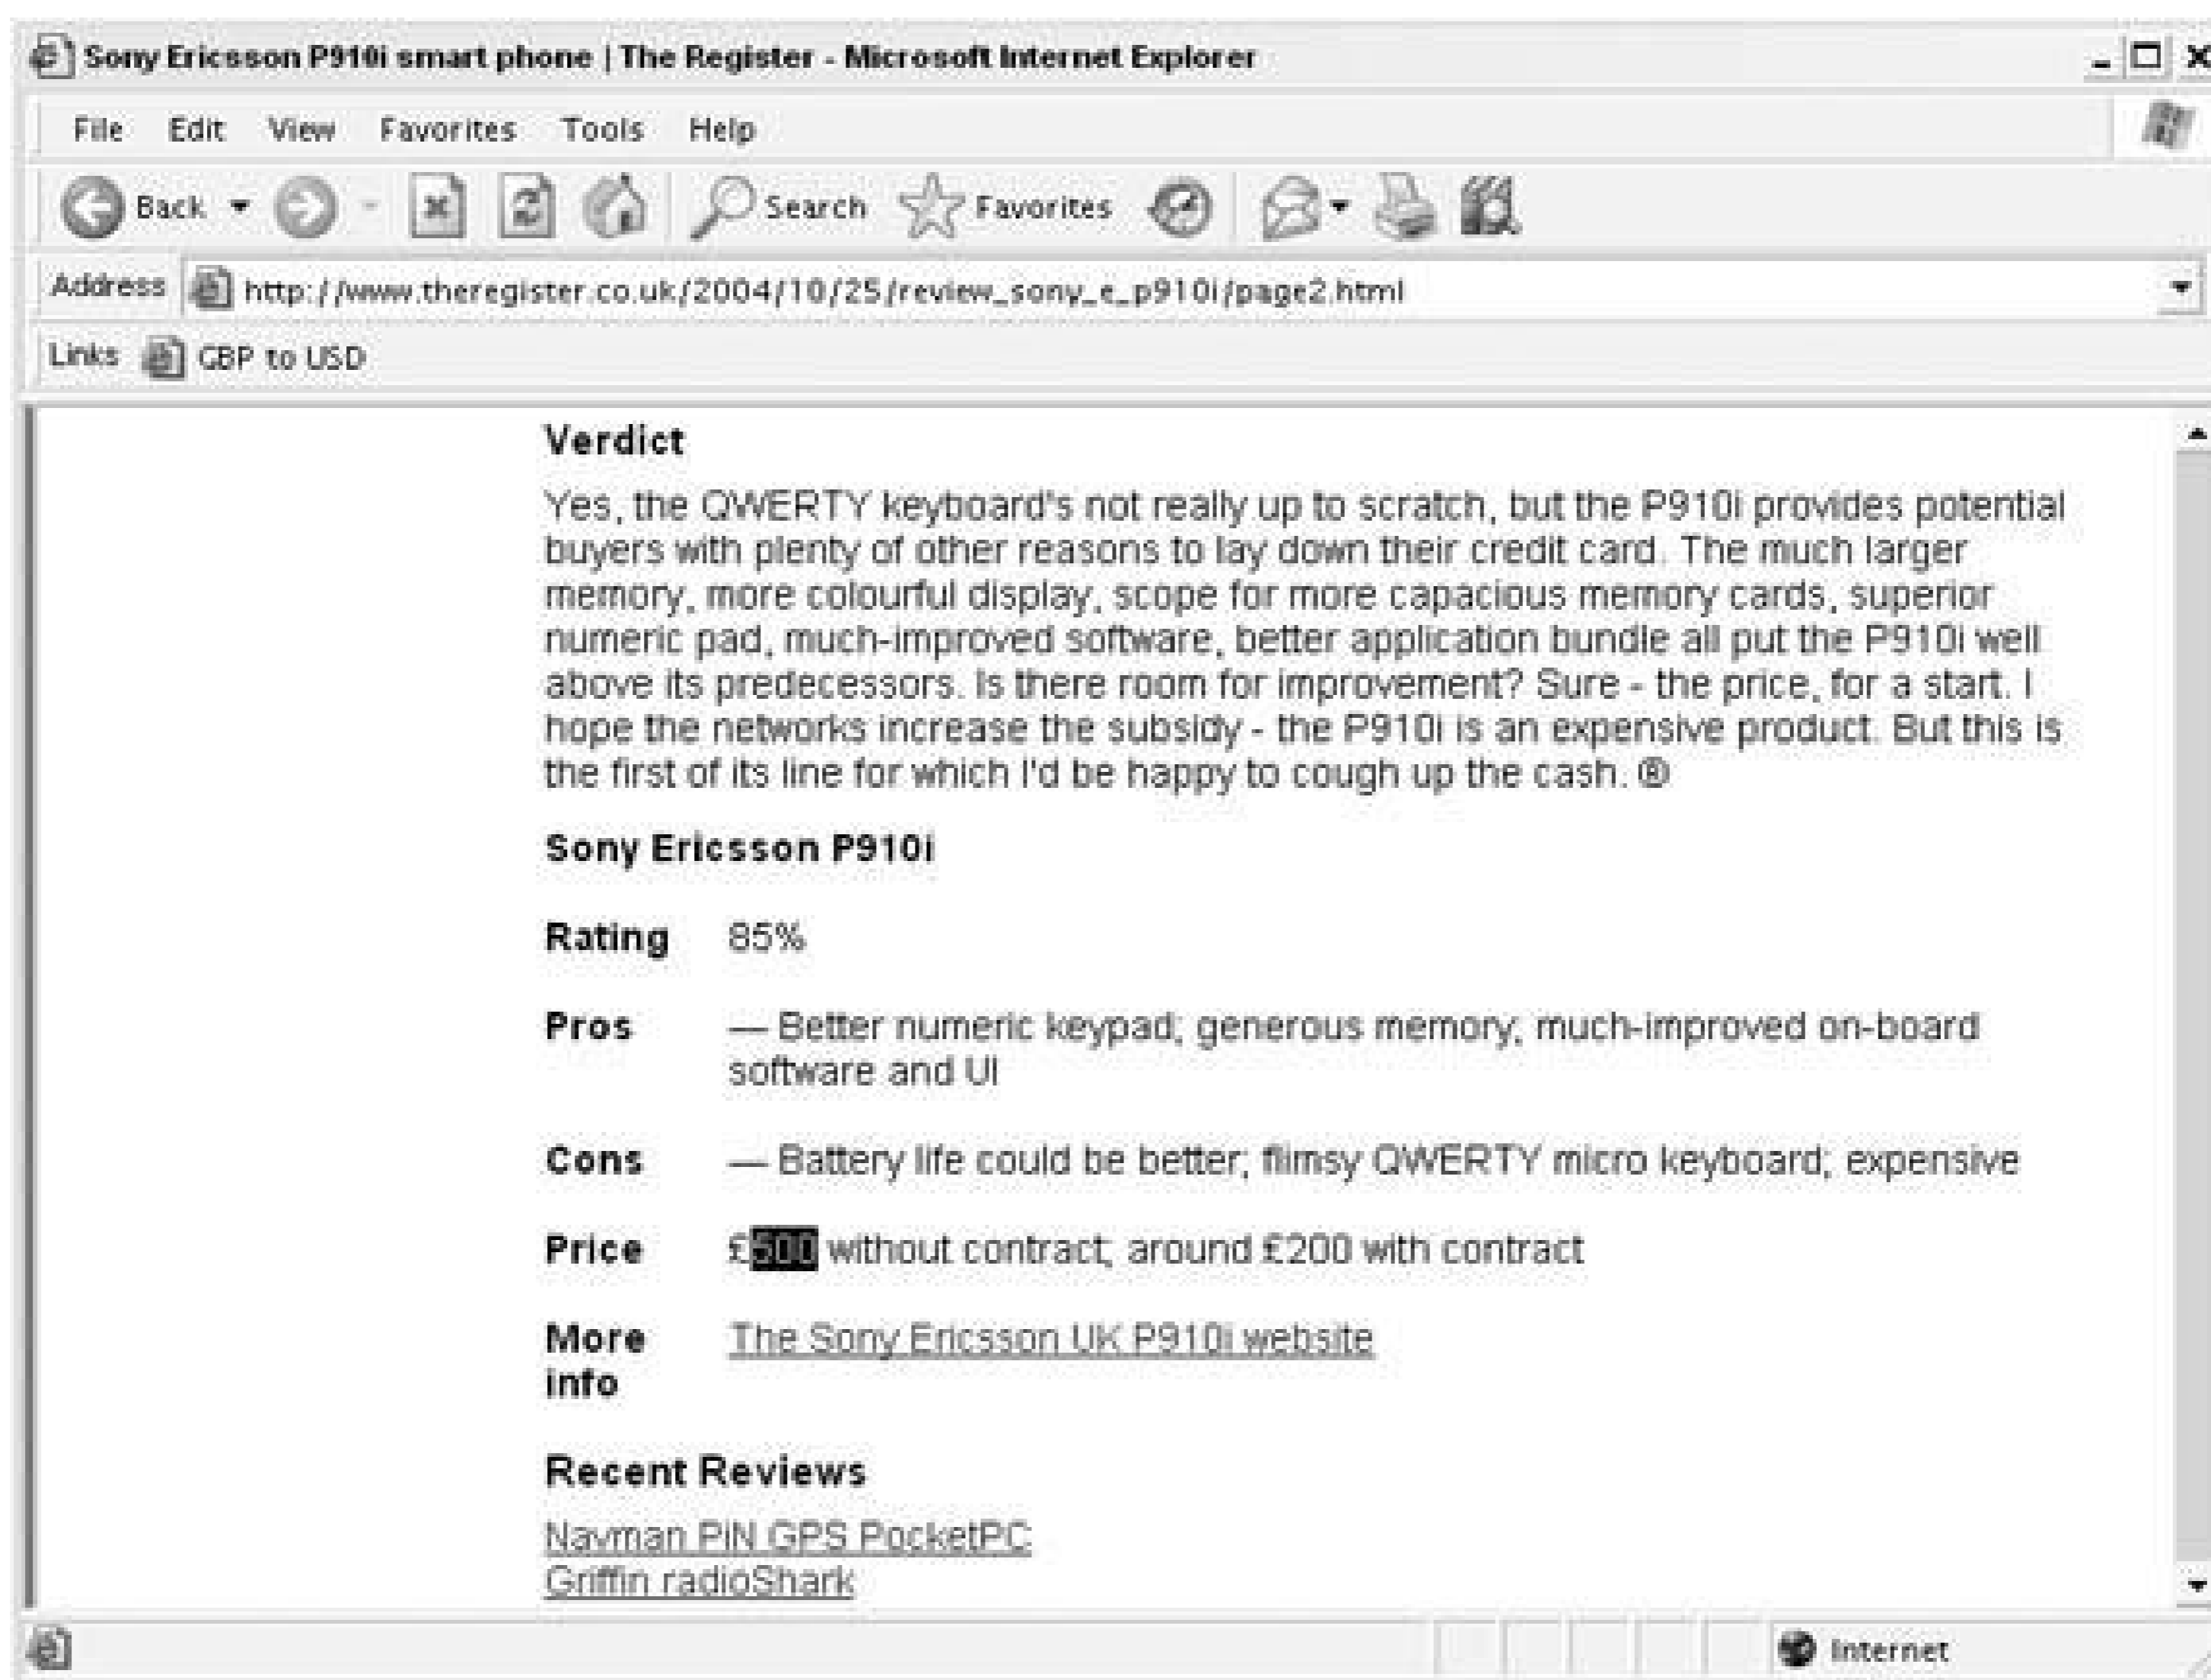 Sony Ericsson P910i smart phone | The Register - Microsoft Internet Explorer
File Edit View Favorites Tools Help
Back Search Favorites
Address http://www.theregister.co.uk/2004/10/25/review_sony_e_p910i/page2.html
Links GBP to USD
Verdict
Yes, the QWERTY keyboard's not really up to scratch, but the P910i provides potential
buyers with plenty of other reasons to lay down their credit card. The much larger
memory, more colourful display, scope for more capacious memory cards, superior
numeric pad, much-improved software, better application bundle all put the P910i well
above its predecessors. Is there room for improvement? Sure - the price, for a start. I
hope the networks increase the subsidy - the P910i is an expensive product. But this is
the first of its line for which I'd be happy to cough up the cash. ®
Sony Ericsson P910i
Rating 85%
Pros — Better numeric keypad; generous memory; much-improved on-board
software and UI
Cons — Battery life could be better; flimsy QWERTY micro keyboard; expensive
Price £500 without contract; around £200 with contract
More The Sony Ericsson UK P910i website
info
Recent Reviews
Navman PiN GPS PocketPC
Griffin radioShark
Internet